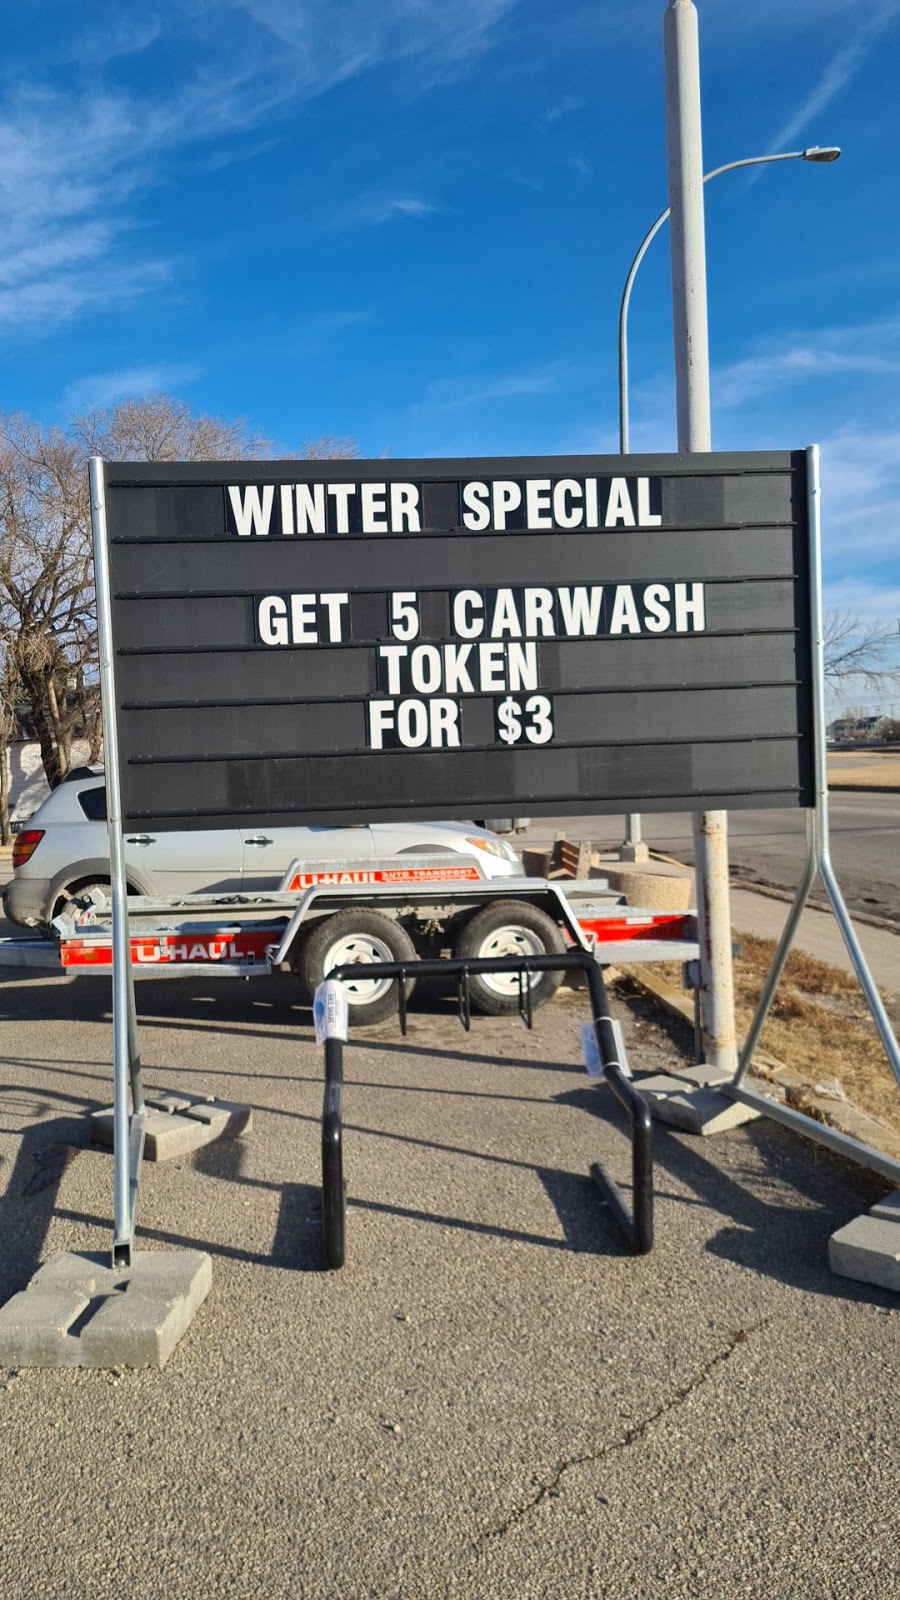 WINTER SPECIAL
GET 5 CARWASH
TOKEN
FOR $3
U-HAUL AUTO TRANSPORT
U-HAUL